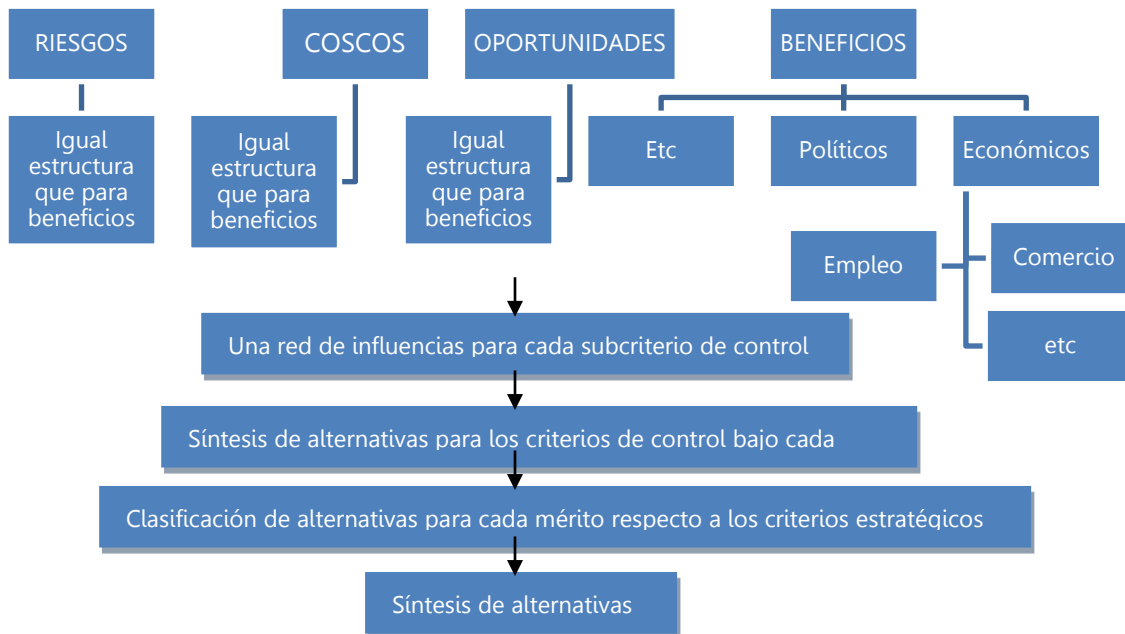 RIESGOS
COSCOS
OPORTUNIDADES
BENEFICIOS
Igual
estructura
que para
beneficios
Igual
estructura
que para
beneficios
Igual
estructura
que para
beneficios
Etc
Políticos
Económicos
Empleo
Comercio
etc
Una red de influencias para cada subcriterio de control
Síntesis de alternativas para los criterios de control bajo cada
Clasificación de alternativas para cada mérito respecto a los criterios estratégicos
Síntesis de alternativas